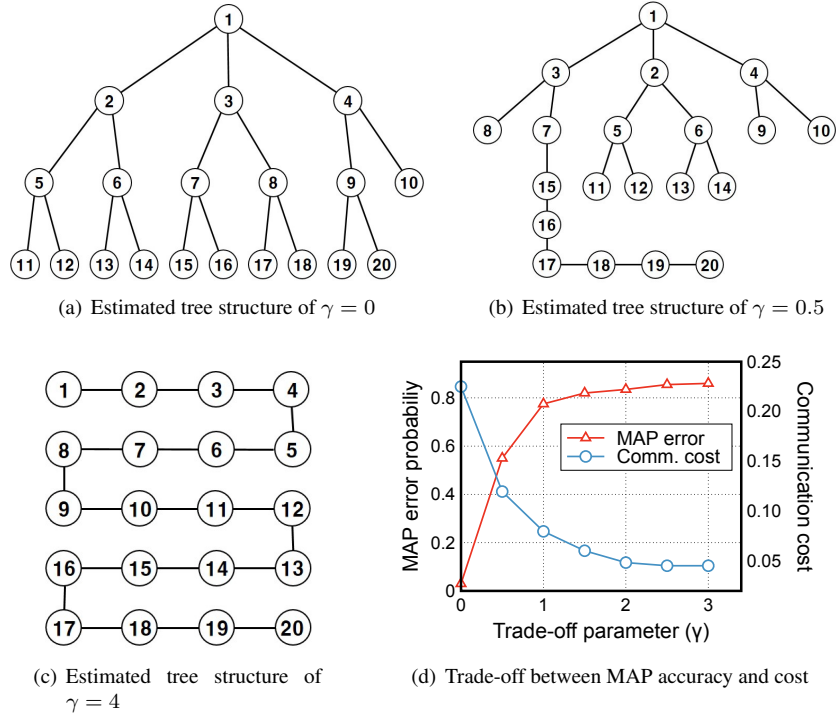 1
2 3 4
5 6 7 8 9 10
11 12 13 14 15 16 17 18 19 20
(a) Estimated tree structure of γ = 0
1
3 2 4
8 7 5 6 9 10
15 11 12 13 14
16
17 18 19 20
(b) Estimated tree structure of γ = 0.5
1 2 3 4
8 7 6 5
9 10 11 12
16 15 14 13
17 18 19 20
(c) Estimated tree structure of
γ = 4
MAP error probabiliy
0.8
0.6
0.4
0.2
0
0.25
0.20
0.15
0.10
0.05
Communication cost
MAP error
Comm. cost
0 1 2 3
Trade-off parameter (γ)
(d) Trade-off between MAP accuracy and cost